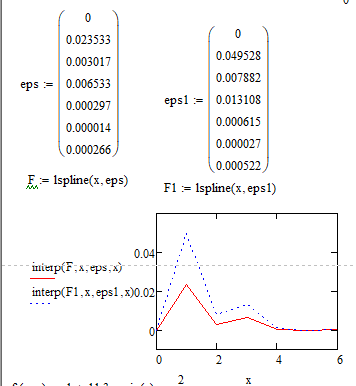 0
0.023533
0.003017
eps := 0.006533
0.000297
0.000014
0.000266
0
0.049528
0.007882
eps1 := 0.013108
0.000615
0.000027
0.000522
F := lspline(x, eps)
F1 := lspline(x, eps1)
0.04
interp(F, x, eps, x)
interp(F1, x, eps1, x) 0.02
0
0 2 4 6
x
2